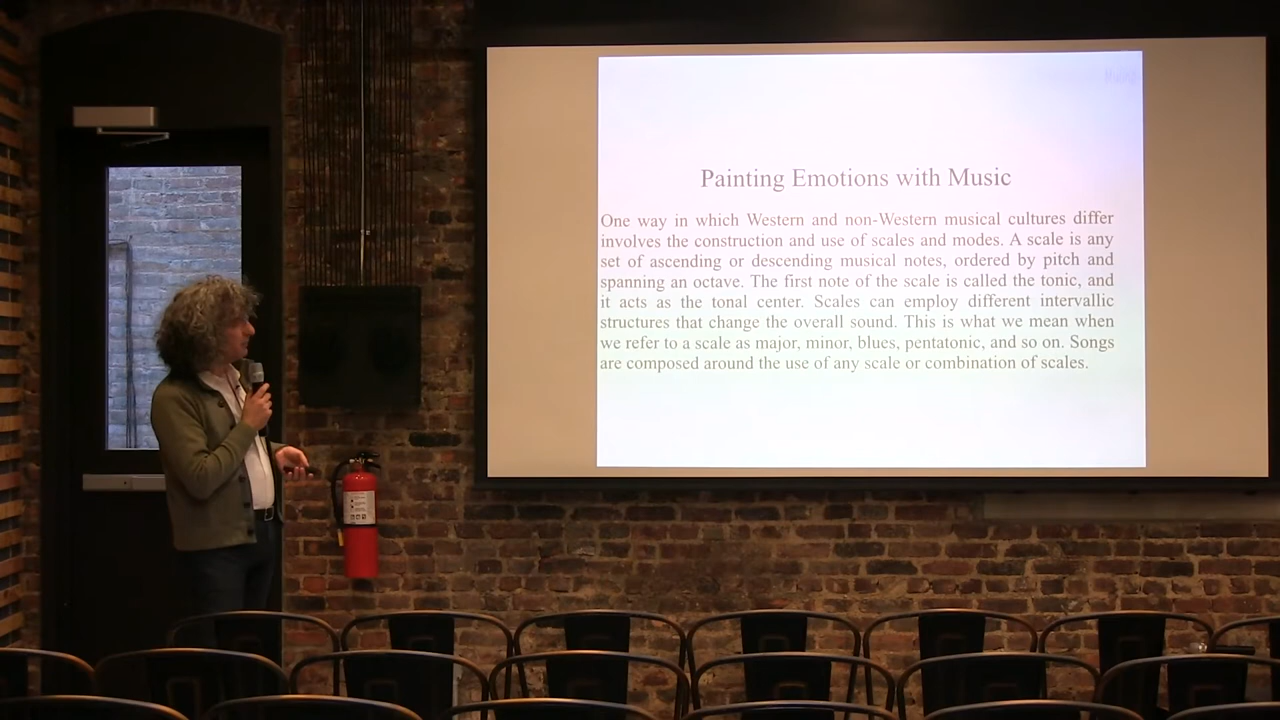 Painting Emotions with Music
One way in which Western and non-Western musical cultures differ
involves the construction and use of scales and modes. A scale is any
set of ascending or descending musical notes, ordered by pitch and
spanning an octave. The first note of the scale is called the tonic, and
it acts as the tonal center. Scales can employ different intervallic
structures that change the overall sound. This is what we mean when
we refer to a scale as major, minor, blues, pentatonic, and so on. Songs
are composed around the use of any scale or combination of scales.